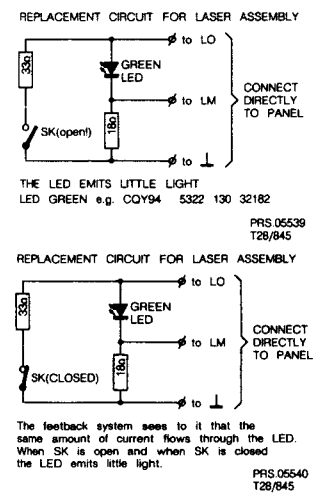 REPLACEMENT CIRCUIT FOR LASER ASSEMBLY
to LO
33Ω
GREEN
LED
CONNECT
DIRECTLY
TO PANEL
to LM
SK(open!)
18Ω
to ⊥
THE LED EMITS LITTLE LIGHT
LED GREEN e.g. CQY94 5322 130 32182
PRS.05539
T28/845
REPLACEMENT CIRCUIT FOR LASER ASSEMBLY
to LO
33Ω
GREEN
LED
CONNECT
DIRECTLY
TO PANEL
to LM
SK(CLOSED)
18Ω
to ⊥
The feetback system sees to it that the
same amount of current flows through the LED.
When SK is open and when SK is closed
the LED emits little light.
PRS.05540
T28/845